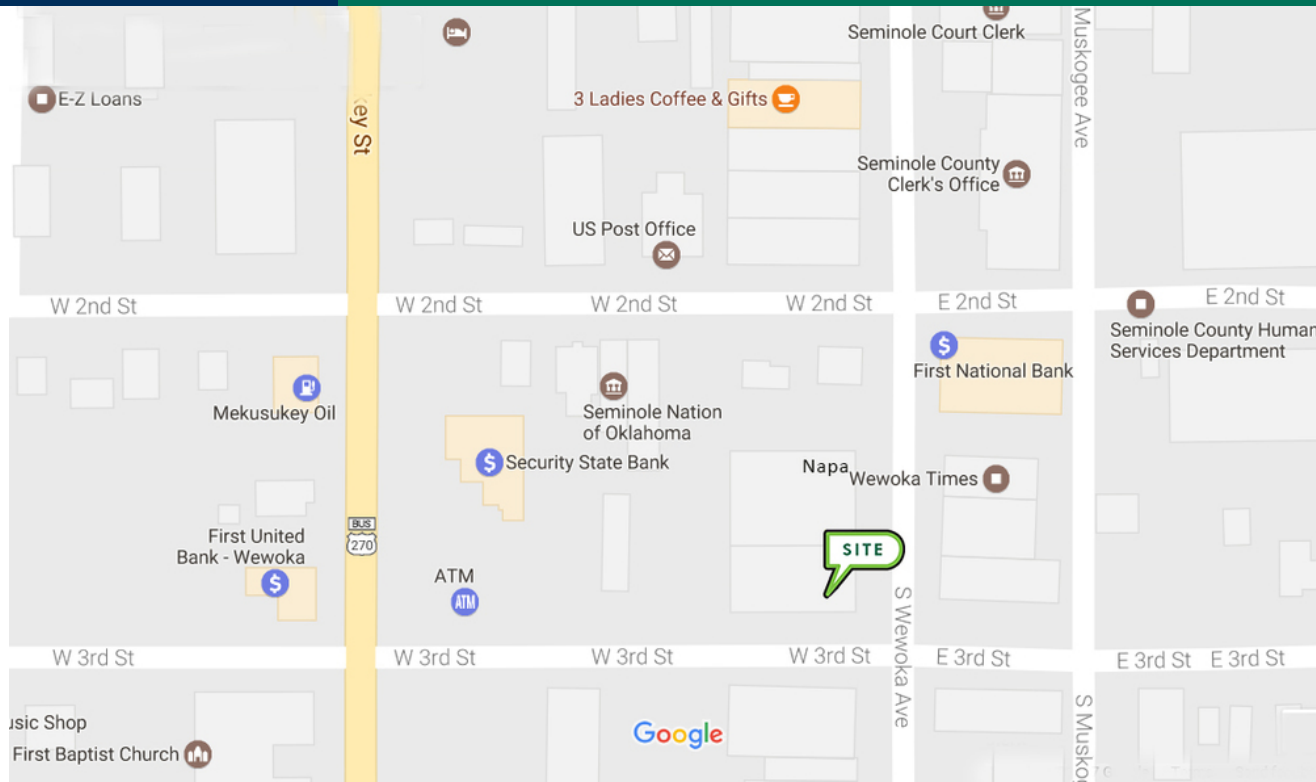 Seminole Court Clerk
Muskogee Ave
E-Z Loans
3 Ladies Coffee & Gifts
key St
Seminole County
Clerk's Office
US Post Office
W 2nd St
W 2nd St
W 2nd St
W 2nd St
E 2nd St
E 2nd St
Seminole County Human
Services Department
First National Bank
Mekusukey Oil
Seminole Nation
of Oklahoma
Security State Bank
Napa
Wewoka Times
BUS
270
First United
Bank - Wewoka
SITE
ATM
ATM
S Wewoka Ave
W 3rd St
W 3rd St
W 3rd St
W 3rd St
E 3rd St
E 3rd St
E 3rd St
S Musko
usic Shop
First Baptist Church
Google